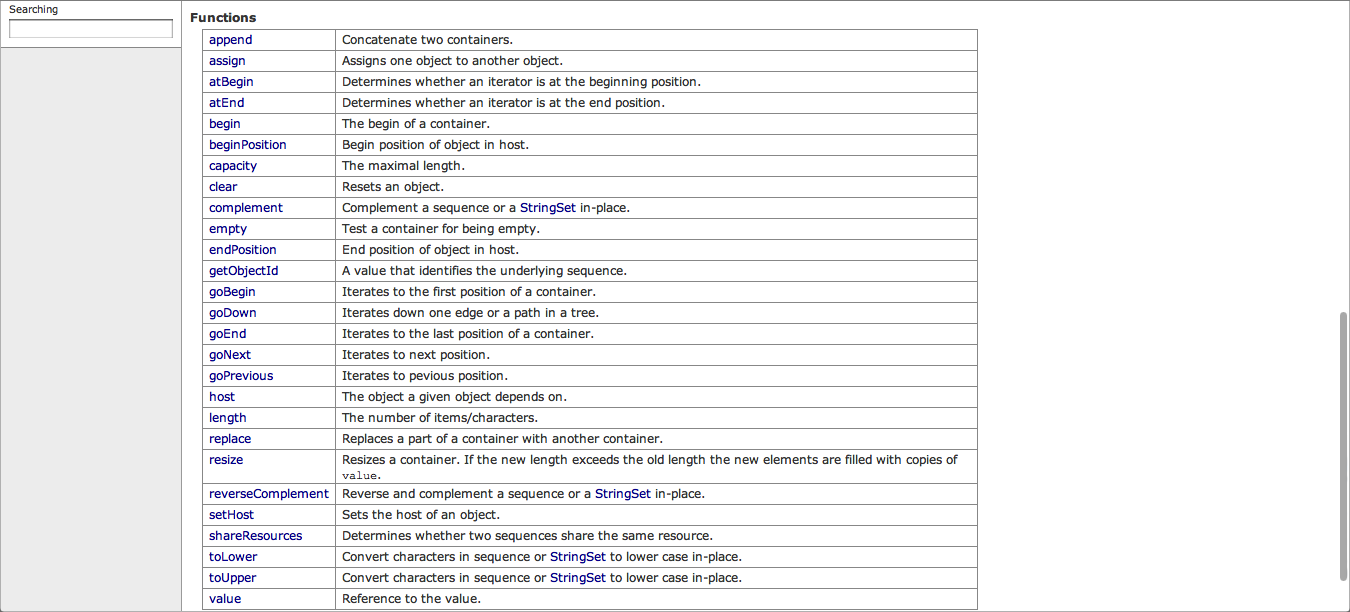 Searching
Functions
append Concatenate two containers.
assign Assigns one object to another object.
atBegin Determines whether an iterator is at the beginning position.
atEnd Determines whether an iterator is at the end position.
begin The begin of a container.
beginPosition Begin position of object in host.
capacity The maximal length.
clear Resets an object.
complement Complement a sequence or a StringSet in-place.
empty Test a container for being empty.
endPosition End position of object in host.
getObjectId A value that identifies the underlying sequence.
goBegin Iterates to the first position of a container.
goDown Iterates down one edge or a path in a tree.
goEnd Iterates to the last position of a container.
goNext Iterates to next position.
goPrevious Iterates to pevious position.
host The object a given object depends on.
length The number of items/characters.
replace Replaces a part of a container with another container.
resize Resizes a container. If the new length exceeds the old length the new elements are filled with copies of
value.
reverseComplement Reverse and complement a sequence or a StringSet in-place.
setHost Sets the host of an object.
shareResources Determines whether two sequences share the same resource.
toLower Convert characters in sequence or StringSet to lower case in-place.
toUpper Convert characters in sequence or StringSet to lower case in-place.
value Reference to the value.